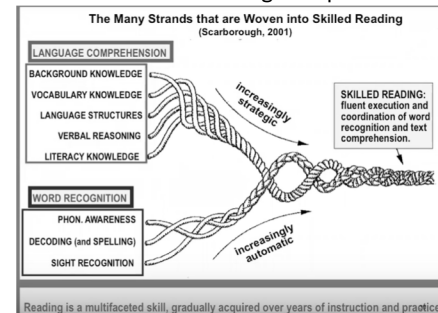 The Many Strands that are Woven into Skilled Reading
(Scarborough, 2001)
LANGUAGE COMPREHENSION
BACKGROUND KNOWLEDGE
VOCABULARY KNOWLEDGE
LANGUAGE STRUCTURES
VERBAL REASONING
LITERACY KNOWLEDGE
increasingly
strategic
SKILLED READING:
fluent execution and
coordination of word
recognition and text
comprehension.
WORD RECOGNITION
PHON. AWARENESS
DECODING (and SPELLING)
SIGHT RECOGNITION
increasingly
automatic
Reading is a multifaceted skill, gradually acquired over years of instruction and practice